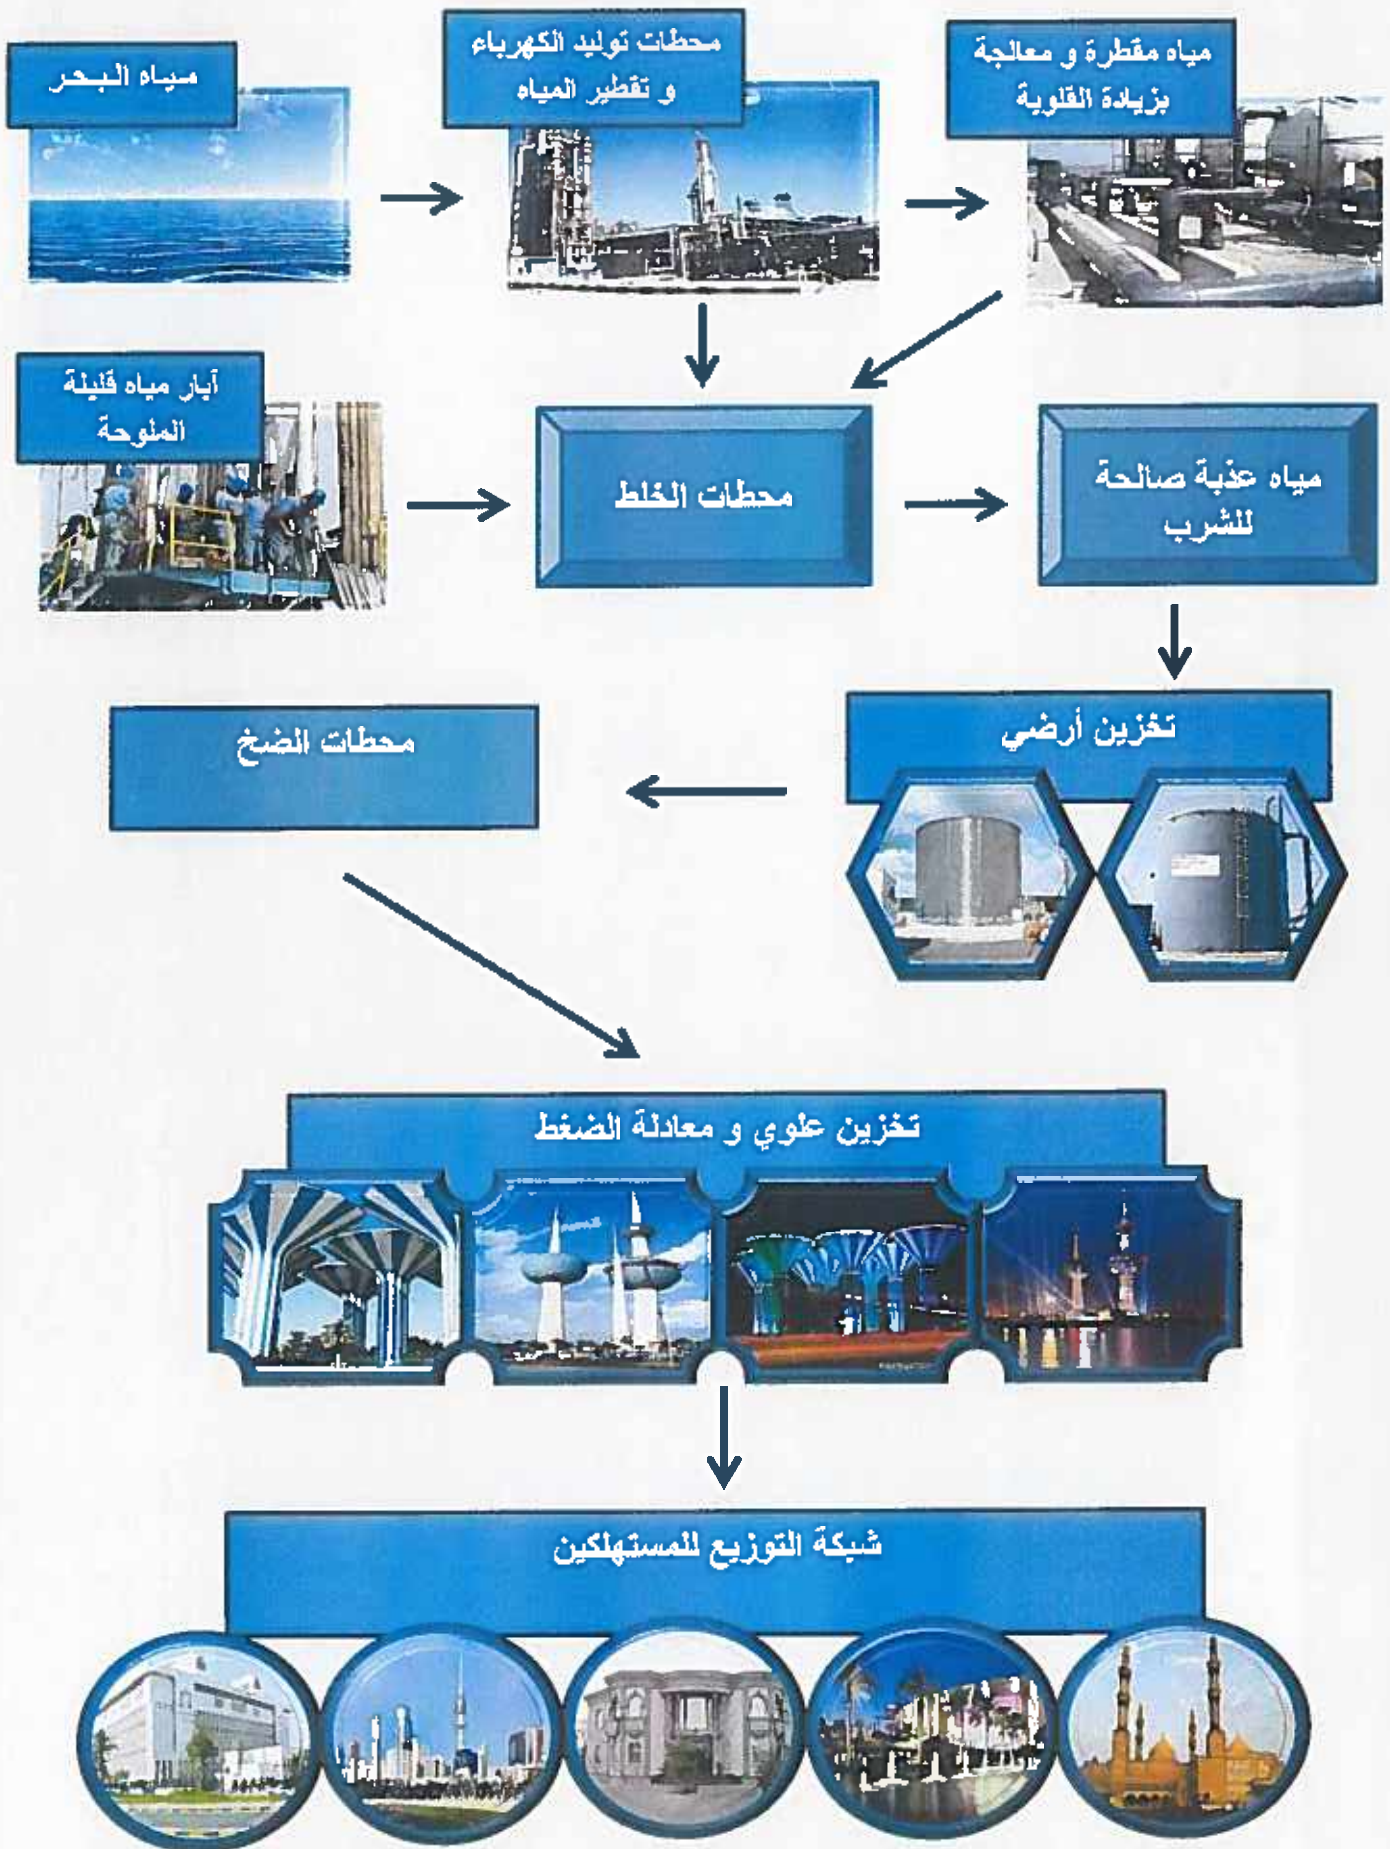 مياه البحر
محطات توليد الكهرباء
و تقطير المياه
مياه مقطرة و معالجة
بزيادة القلوية
آبار مياه قليلة
الملوحة
محطات الخلط
مياه عذبة صالحة
للشرب
تخزين أرضي
محطات الضخ
تخزين علوي و معادلة الضغط
شبكة التوزيع للمستهلكين